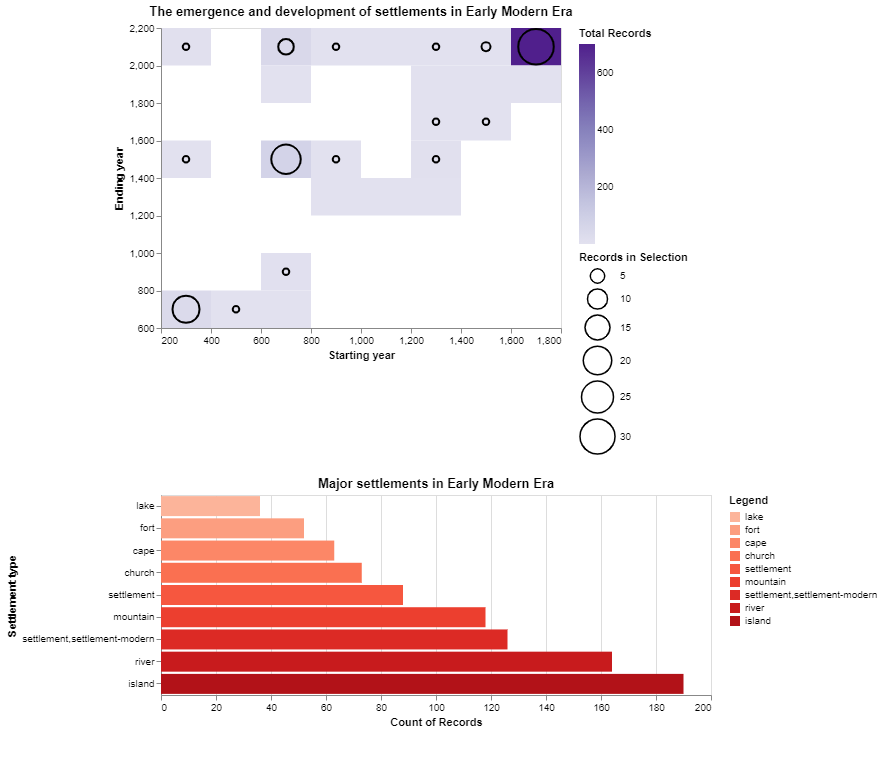 The emergence and development of settlements in Early Modern Era
2,200
2,000
1,800
1,600
1,400
1,200
1,000
800
600
Ending year
200 400 600 800 1,000 1,200 1,400 1,600 1,800
Starting year
Total Records
600
400
200
Records in Selection
5
10
15
20
25
30
Major settlements in Early Modern Era
lake
fort
cape
church
settlement
mountain
settlement,settlement-modern
river
island
Settlement type
0 20 40 60 80 100 120 140 160 180 200
Count of Records
Legend
lake
fort
cape
church
settlement
mountain
settlement,settlement-modern
river
island